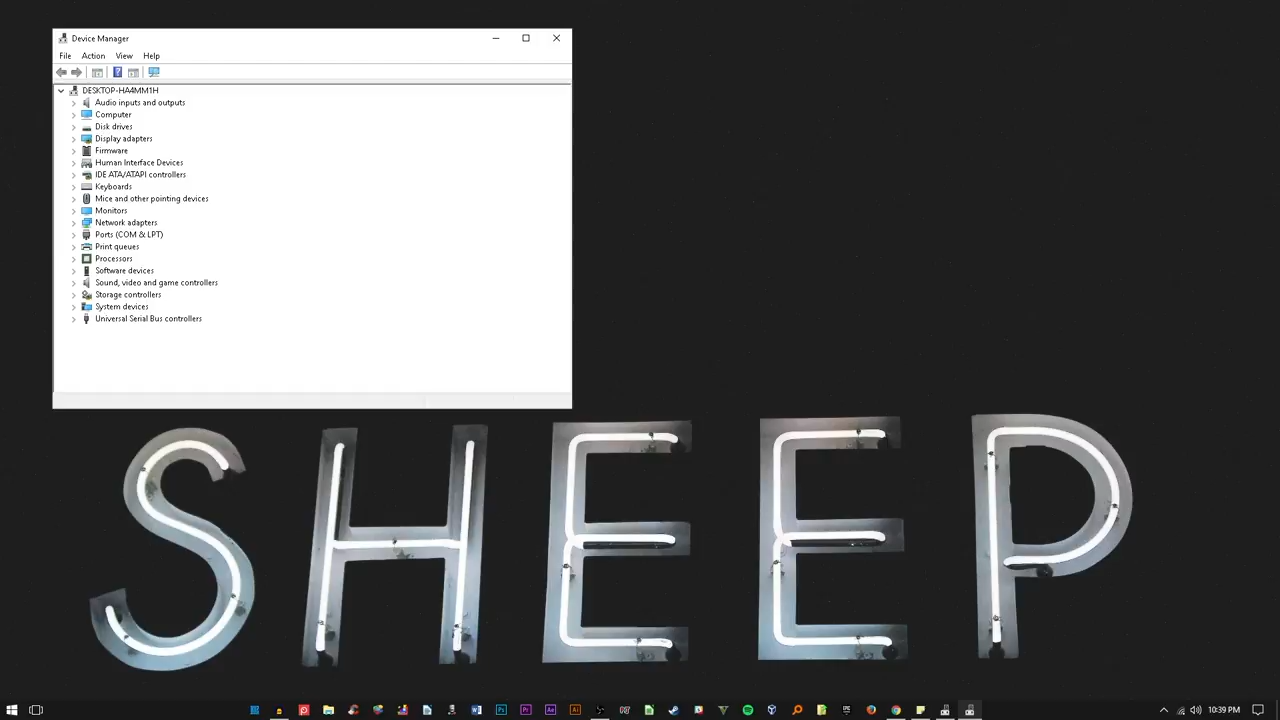 Device Manager
File Action View Help
DESKTOP-HA4MM1H
Audio inputs and outputs
Computer
Disk drives
Display adapters
Firmware
Human Interface Devices
IDE ATA/ATAPI controllers
Keyboards
Mice and other pointing devices
Monitors
Network adapters
Ports (COM & LPT)
Print queues
Processors
Software devices
Sound, video and game controllers
Storage controllers
System devices
Universal Serial Bus controllers
SHEEP
10:39 PM